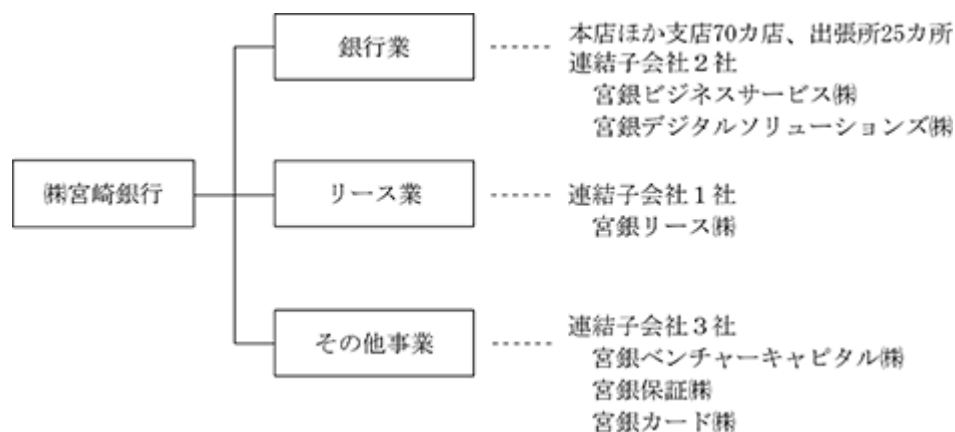 ㈱宮崎銀行
銀行業
本店ほか支店70カ店、出張所25カ所
連結子会社２社
宮銀ビジネスサービス㈱
宮銀デジタルソリューションズ㈱
リース業
連結子会社１社
宮銀リース㈱
その他事業
連結子会社３社
宮銀ベンチャーキャピタル㈱
宮銀保証㈱
宮銀カード㈱